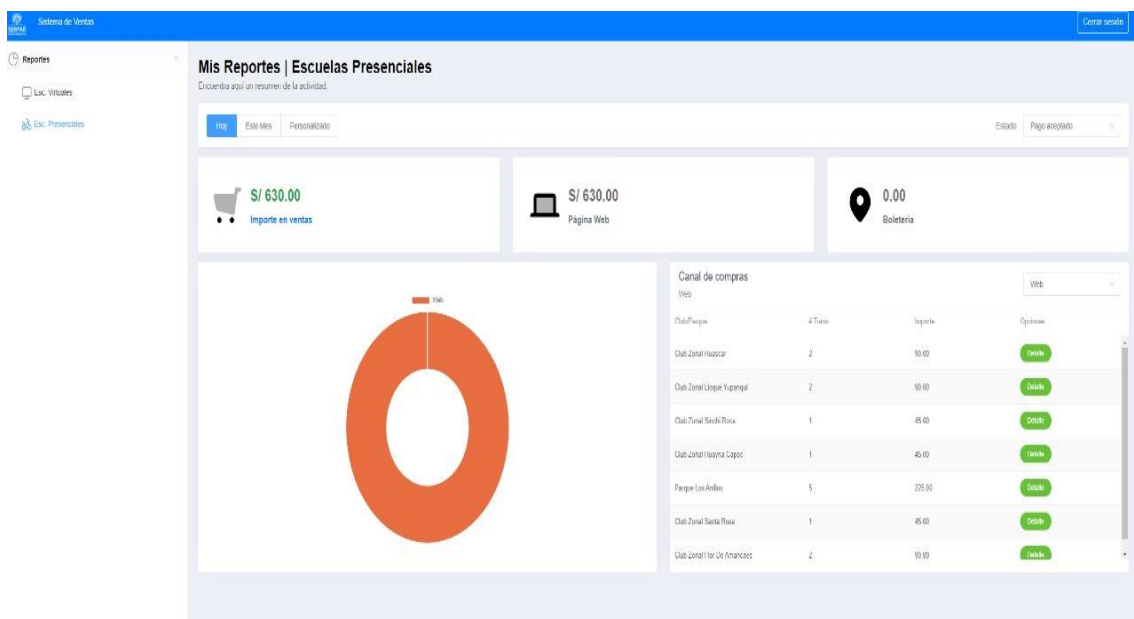 Sistema de Ventas
Cerrar sesión
Reportes
Esc. Virtuales
Esc. Presenciales
Mis Reportes | Escuelas Presenciales
Encuentra aquí un resumen de la actividad.
Hoy Este Mes Personalizado
Estado Pago aceptado
S/ 630.00
Importe en ventas
S/ 630.00
Página Web
0.00
Boletería
Web
Canal de compras
Web
Web
Club/Parque # Trans Importe Opciones
Club Zonal Huascar 2 90.00 Detalle
Club Zonal Lloque Yupanqui 2 90.00 Detalle
Club Zonal Sinchi Roca 1 45.00 Detalle
Club Zonal Huayna Capac 1 45.00 Detalle
Parque Los Anillos 5 225.00 Detalle
Club Zonal Santa Rosa 1 45.00 Detalle
Club Zonal Flor De Amancaes 2 90.00 Detalle